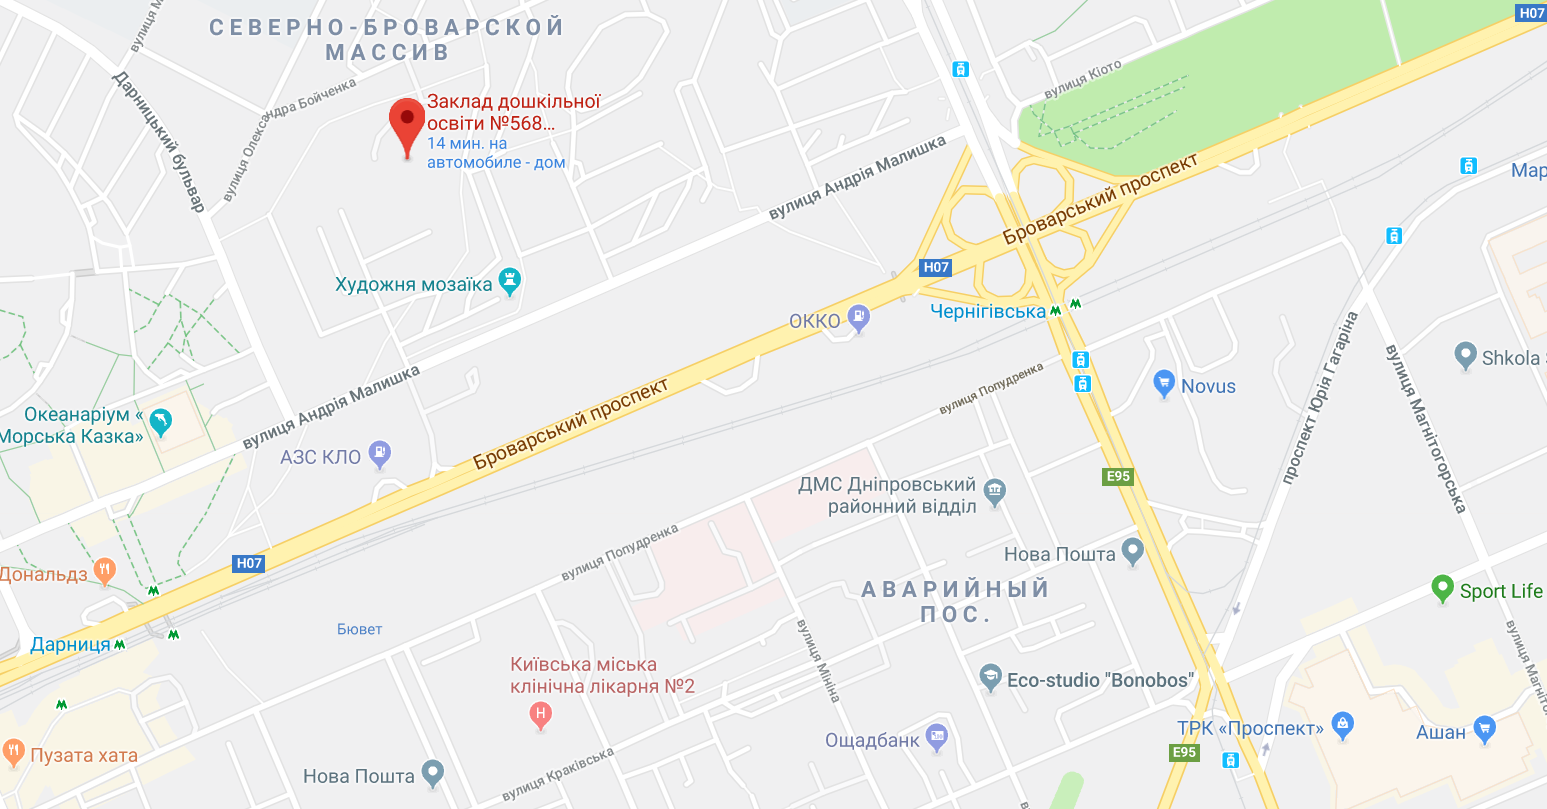 СЕВЕРНО-БРОВАРСКОЙ
МАССИВ
H07
вулиця М
Дарницький бульвар
вулиця Олександра Бойченка
Заклад дошкільної
освіти №568...
14 мин. на
автомобиле - дом
вулиця Кіото
вулиця Андрія Малишка
Броварський проспект
Мар
H07
Художня мозаїка
ОККО
Чернігівська
вулиця Попудренка
Novus
Shkola
проспект Юрія Гагаріна
вулиця Магнітогорська
Океанаріум «
Морська Казка»
вулиця Андрія Малишка
Броварський проспект
АЗС КЛО
E95
ДМС Дніпровський
районний відділ
Нова Пошта
H07
Дональдз
вулиця Попудренка
АВАРИЙНЫЙ
ПОС.
Sport Life
Дарниця
Бювет
вулиця Мініна
вулиця Магніто
Київська міська
клінічна лікарня №2
H
Eco-studio "Bonobos"
ТРК «Проспект»
Ашан
Ощадбанк
E95
Пузата хата
Нова Пошта
вулиця Краківська